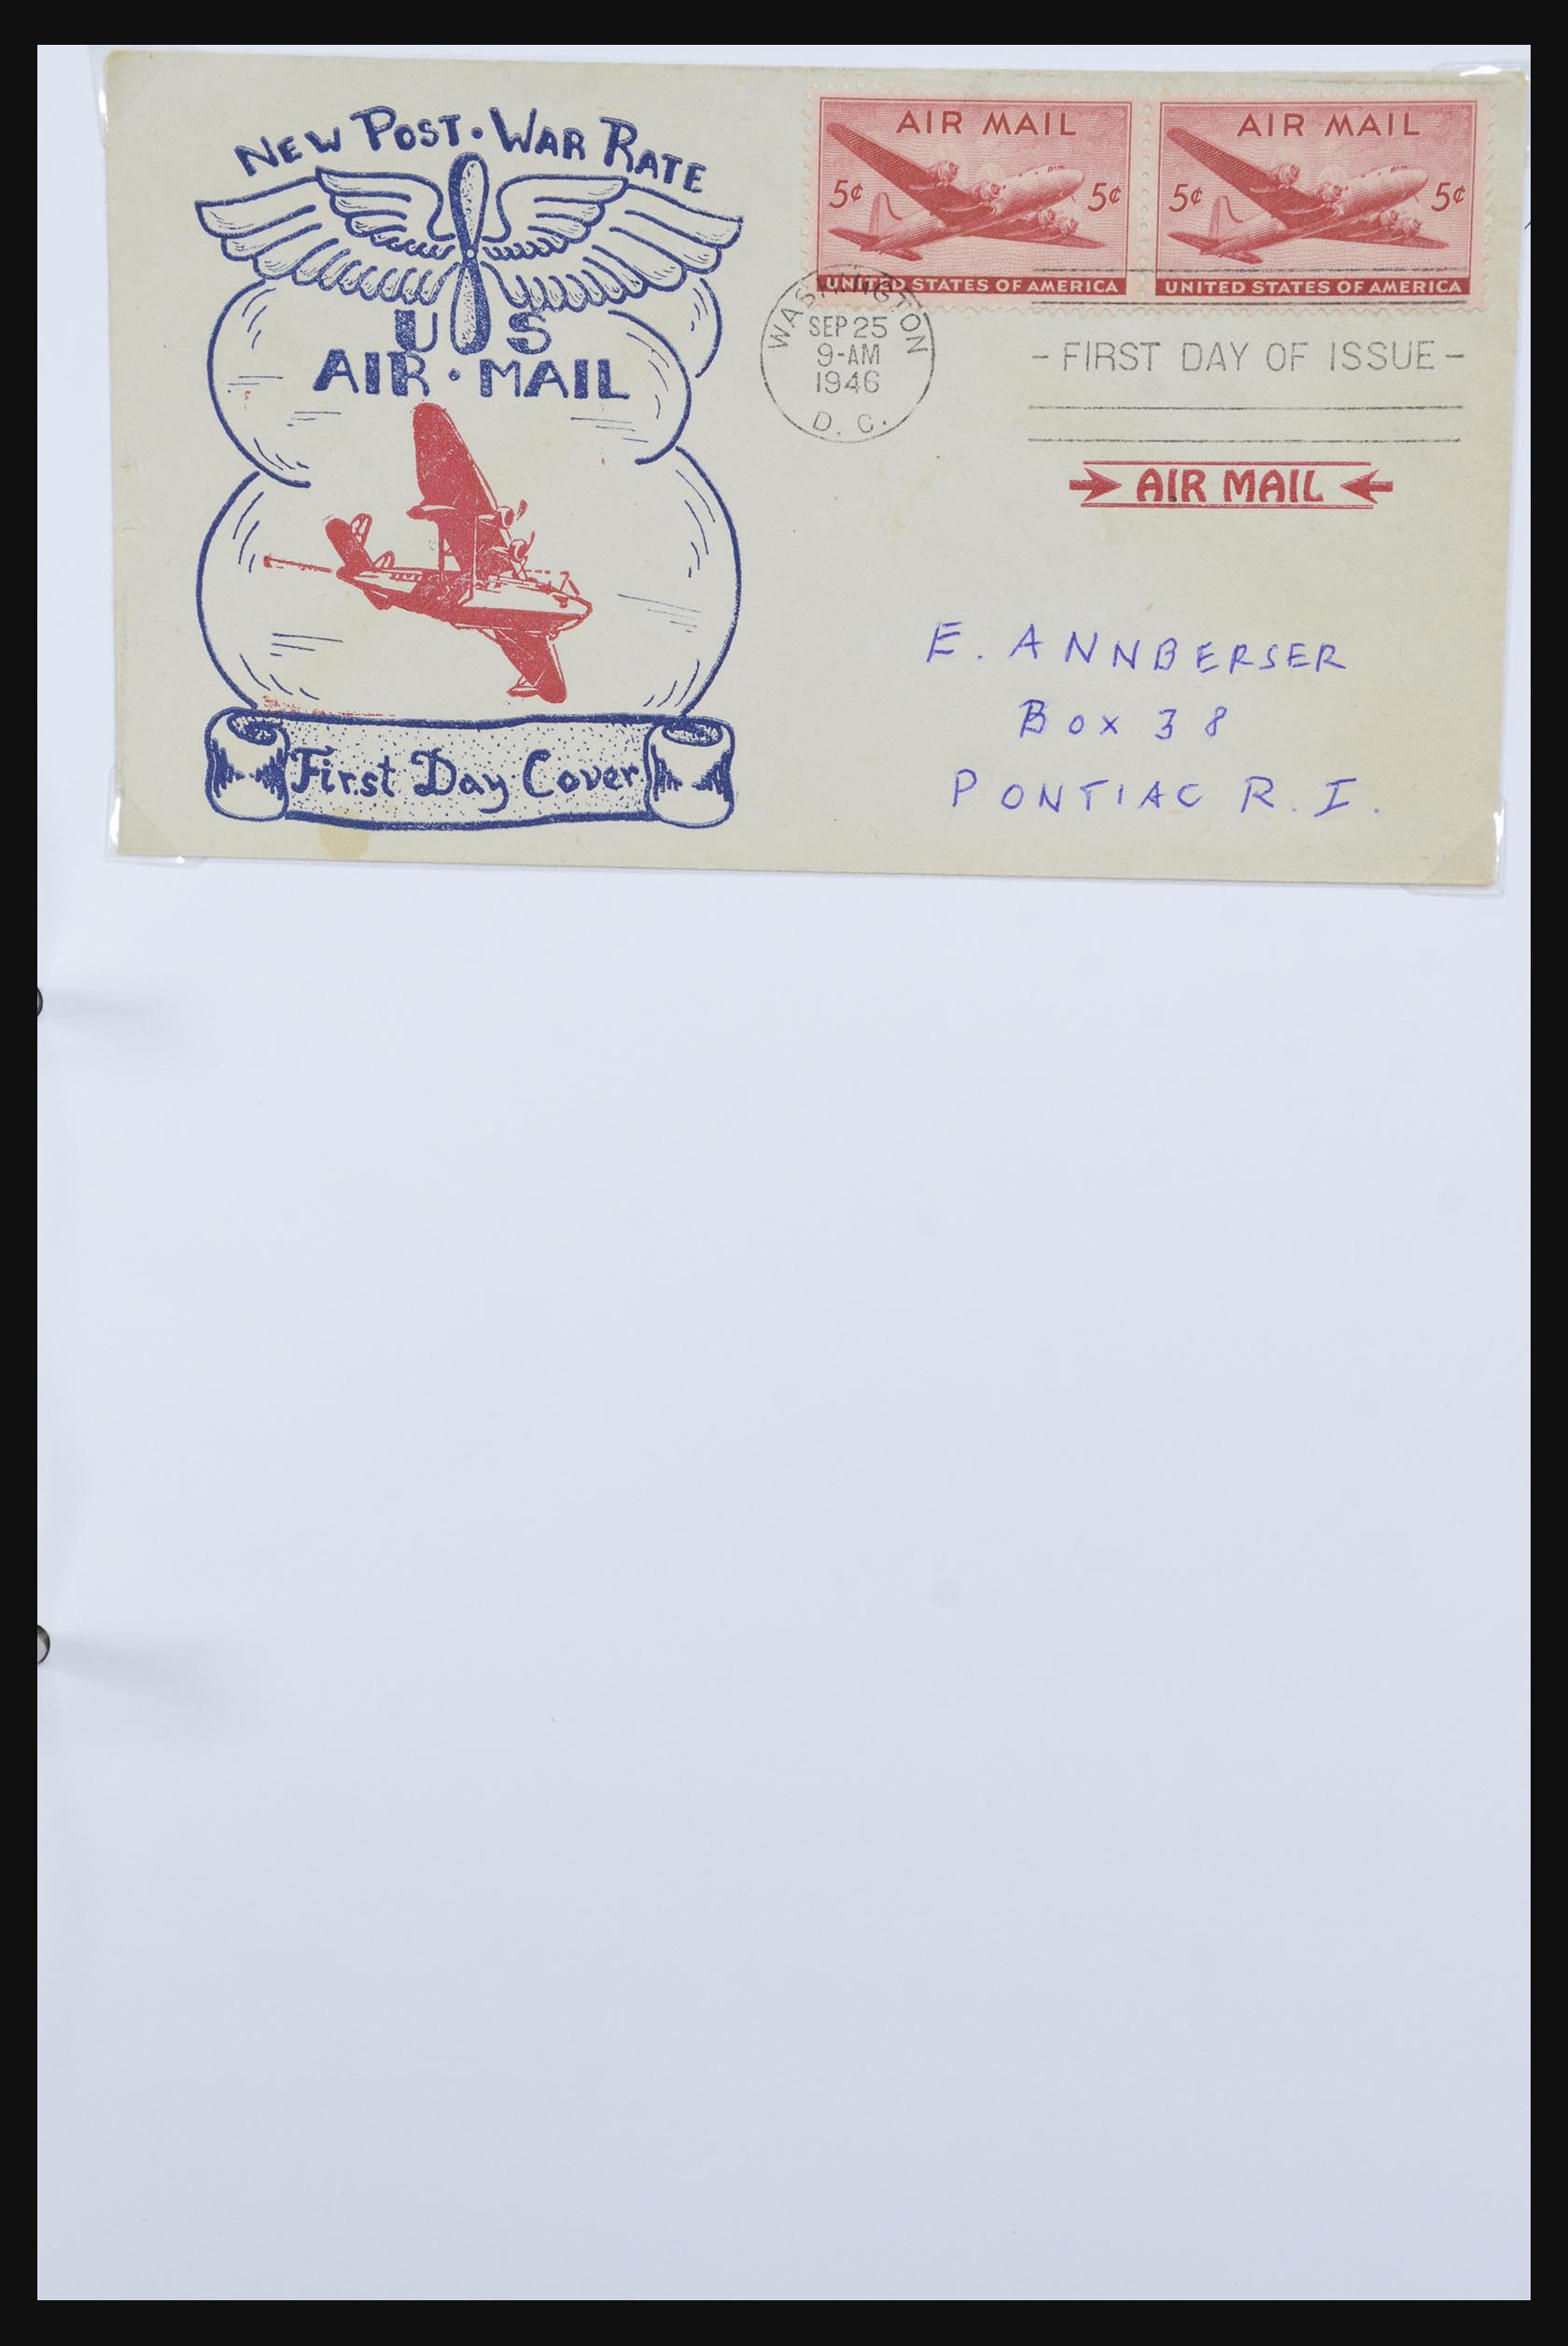 NEW POST · WAR RATE
U S
AIR · MAIL
First Day Cover
AIR MAIL
5¢ 5¢
UNITED STATES OF AMERICA
AIR MAIL
5¢ 5¢
UNITED STATES OF AMERICA
WASHINGTON
SEP 25
9-AM
1946
D. C.
- FIRST DAY OF ISSUE -
AIR MAIL
E. ANNBERSER
Box 38
PONTIAC R. I.